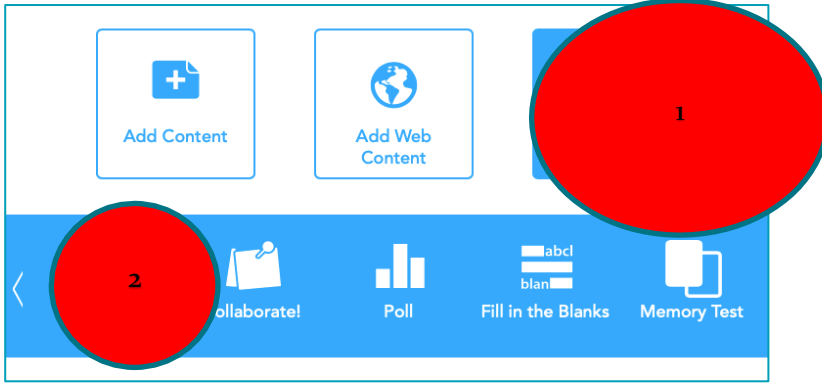 1
Add Content
Add Web
Content
2
ollaborate!
Poll
abcl
blan
Fill in the Blanks
Memory Test